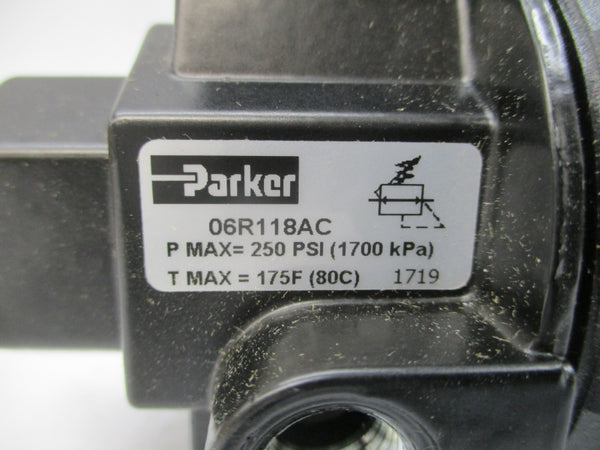 Parker
06R118AC
P MAX= 250 PSI (1700 kPa)
T MAX = 175F (80C) 1719